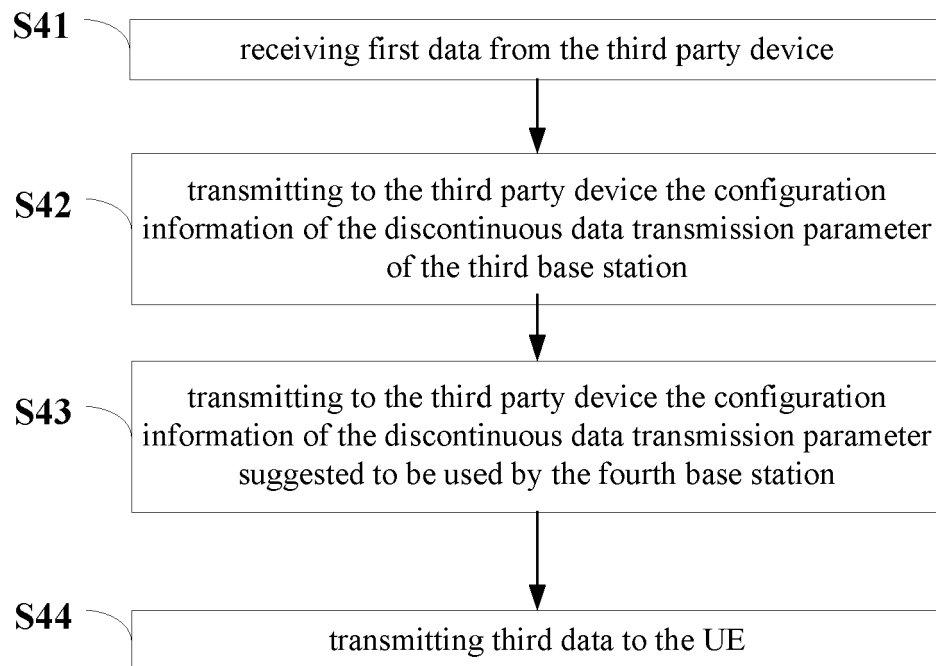 S41
receiving first data from the third party device
S42
transmitting to the third party device the configuration
information of the discontinuous data transmission parameter
of the third base station
S43
transmitting to the third party device the configuration
information of the discontinuous data transmission parameter
suggested to be used by the fourth base station
S44
transmitting third data to the UE